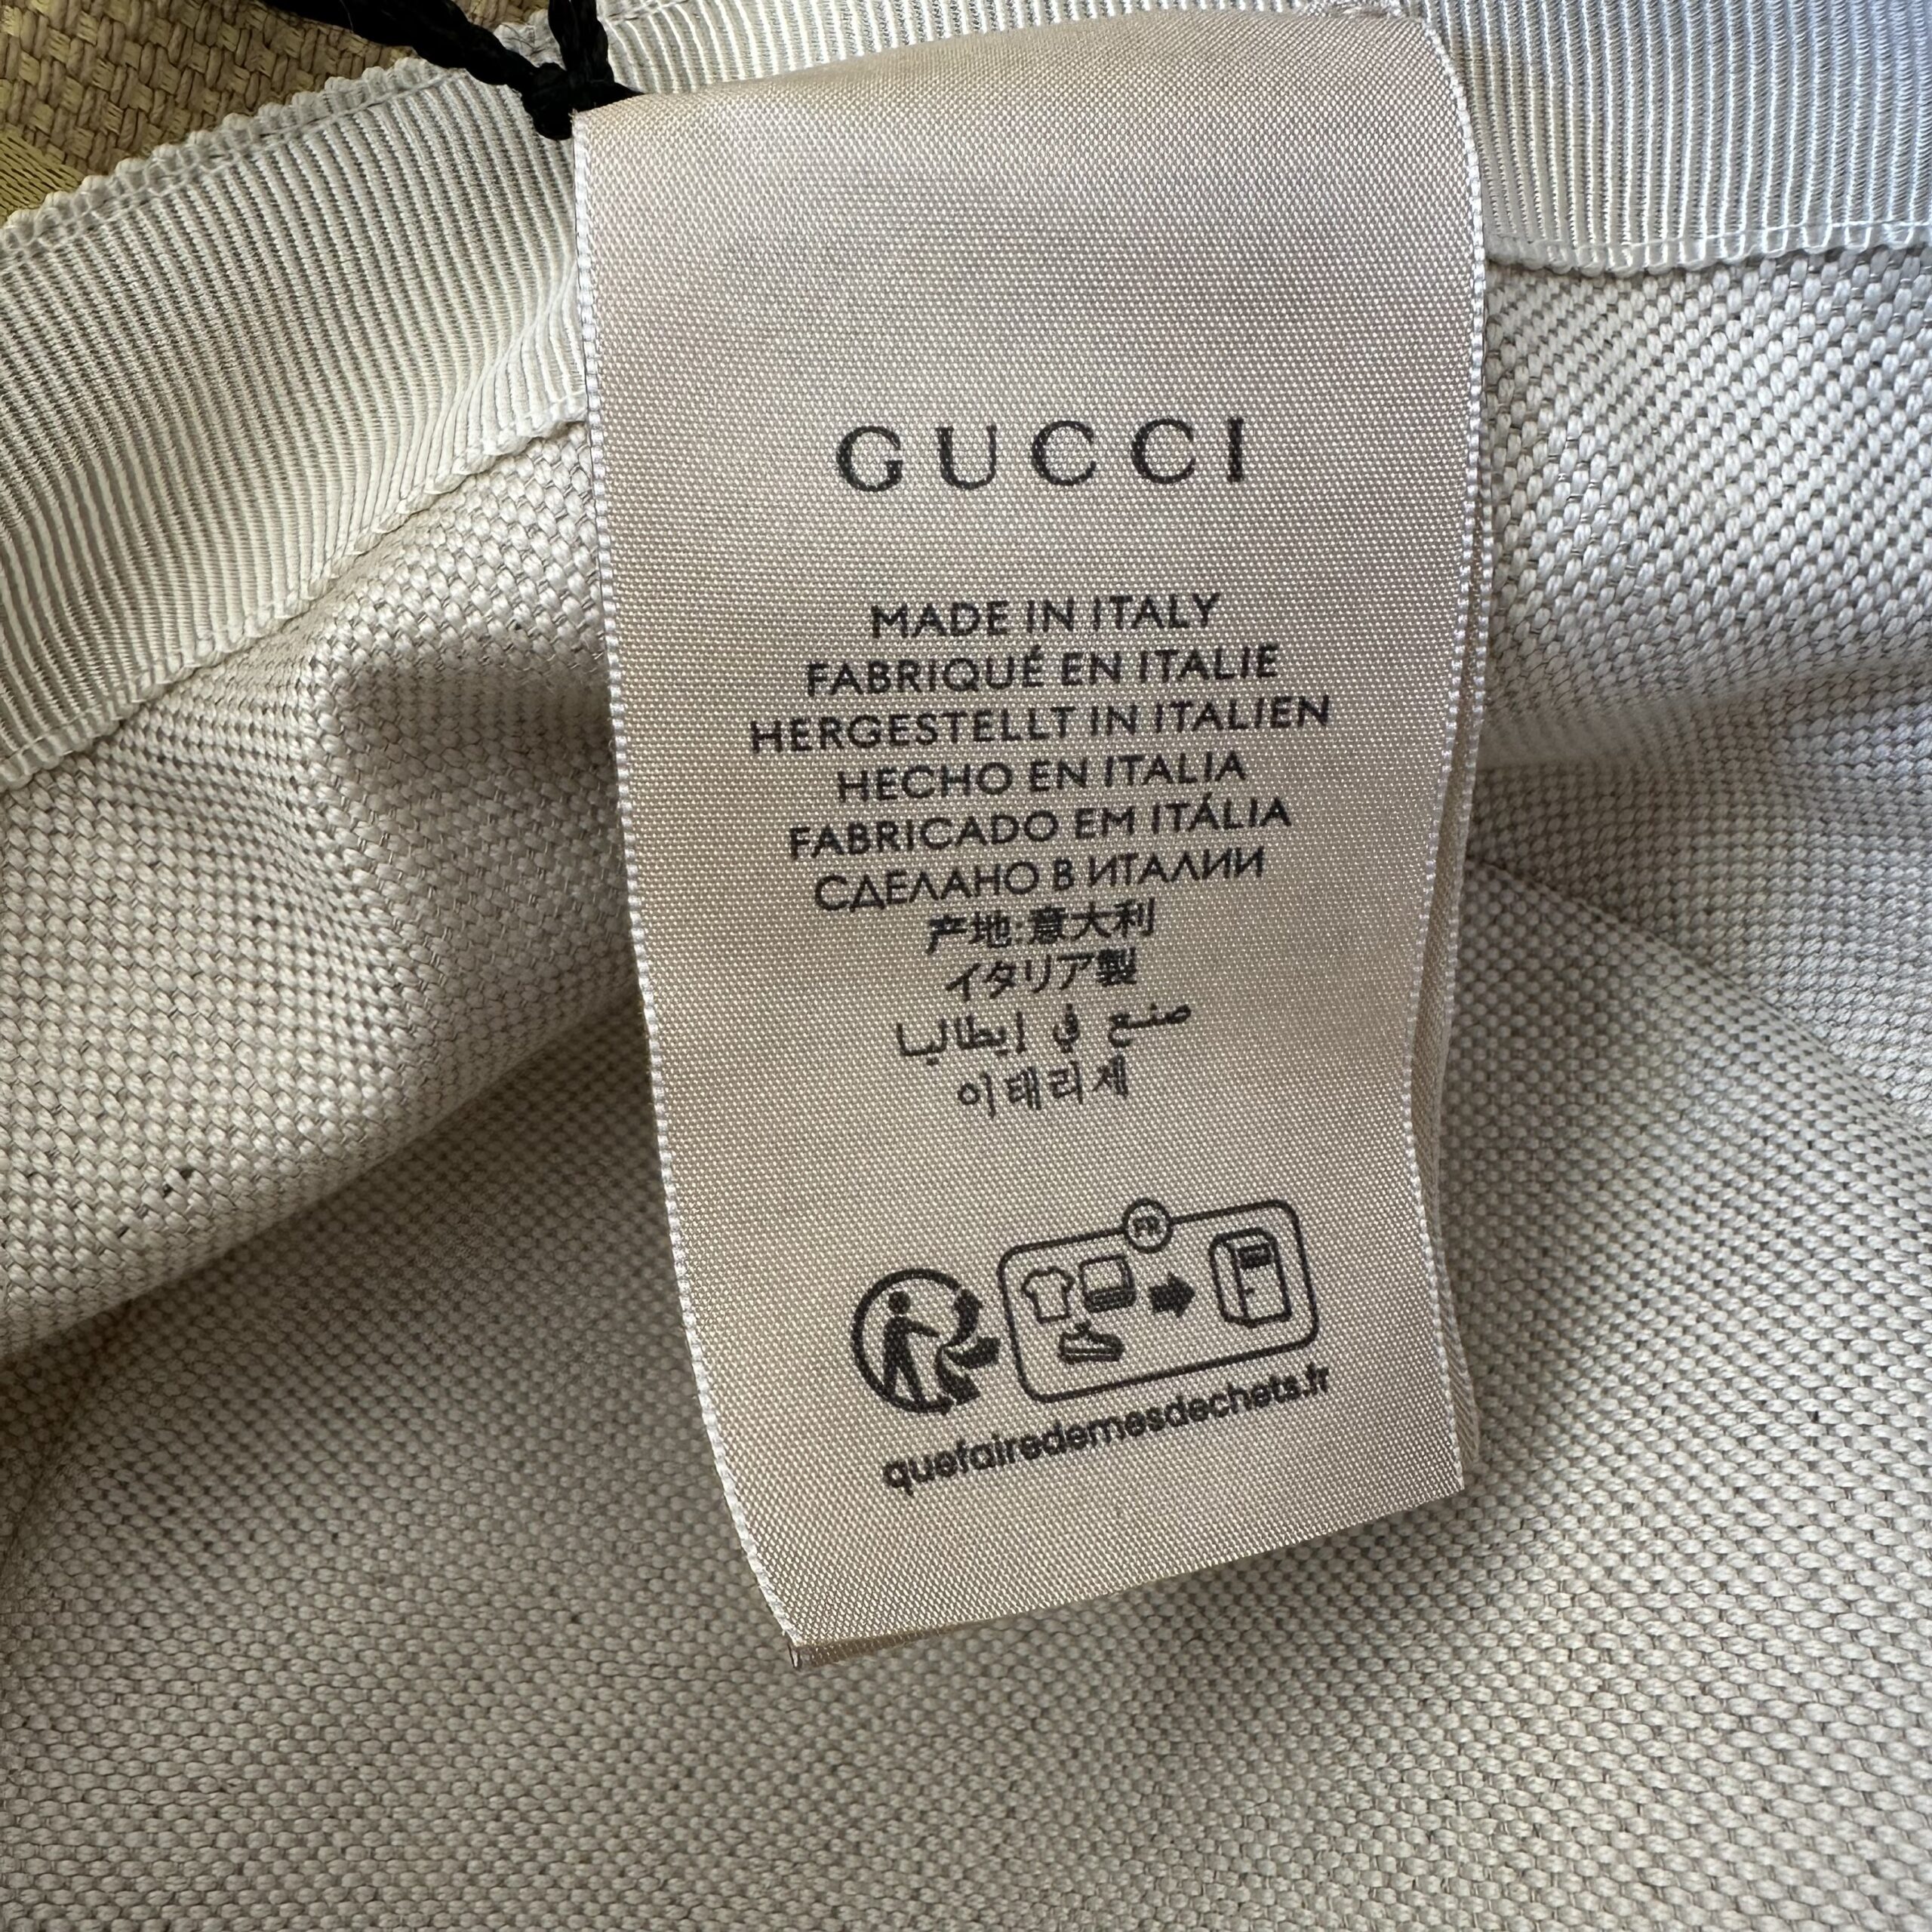 GUCCI
MADE IN ITALY
FABRIQUÉ EN ITALIE
HERGESTELLT IN ITALIEN
HECHO EN ITALIA
FABRICADO EM ITÁLIA
СДЕЛАНО В ИТАЛИИ
产地:意大利
イタリア製
صنع في إيطاليا
이태리제
FR
quefairedemesdechets.fr